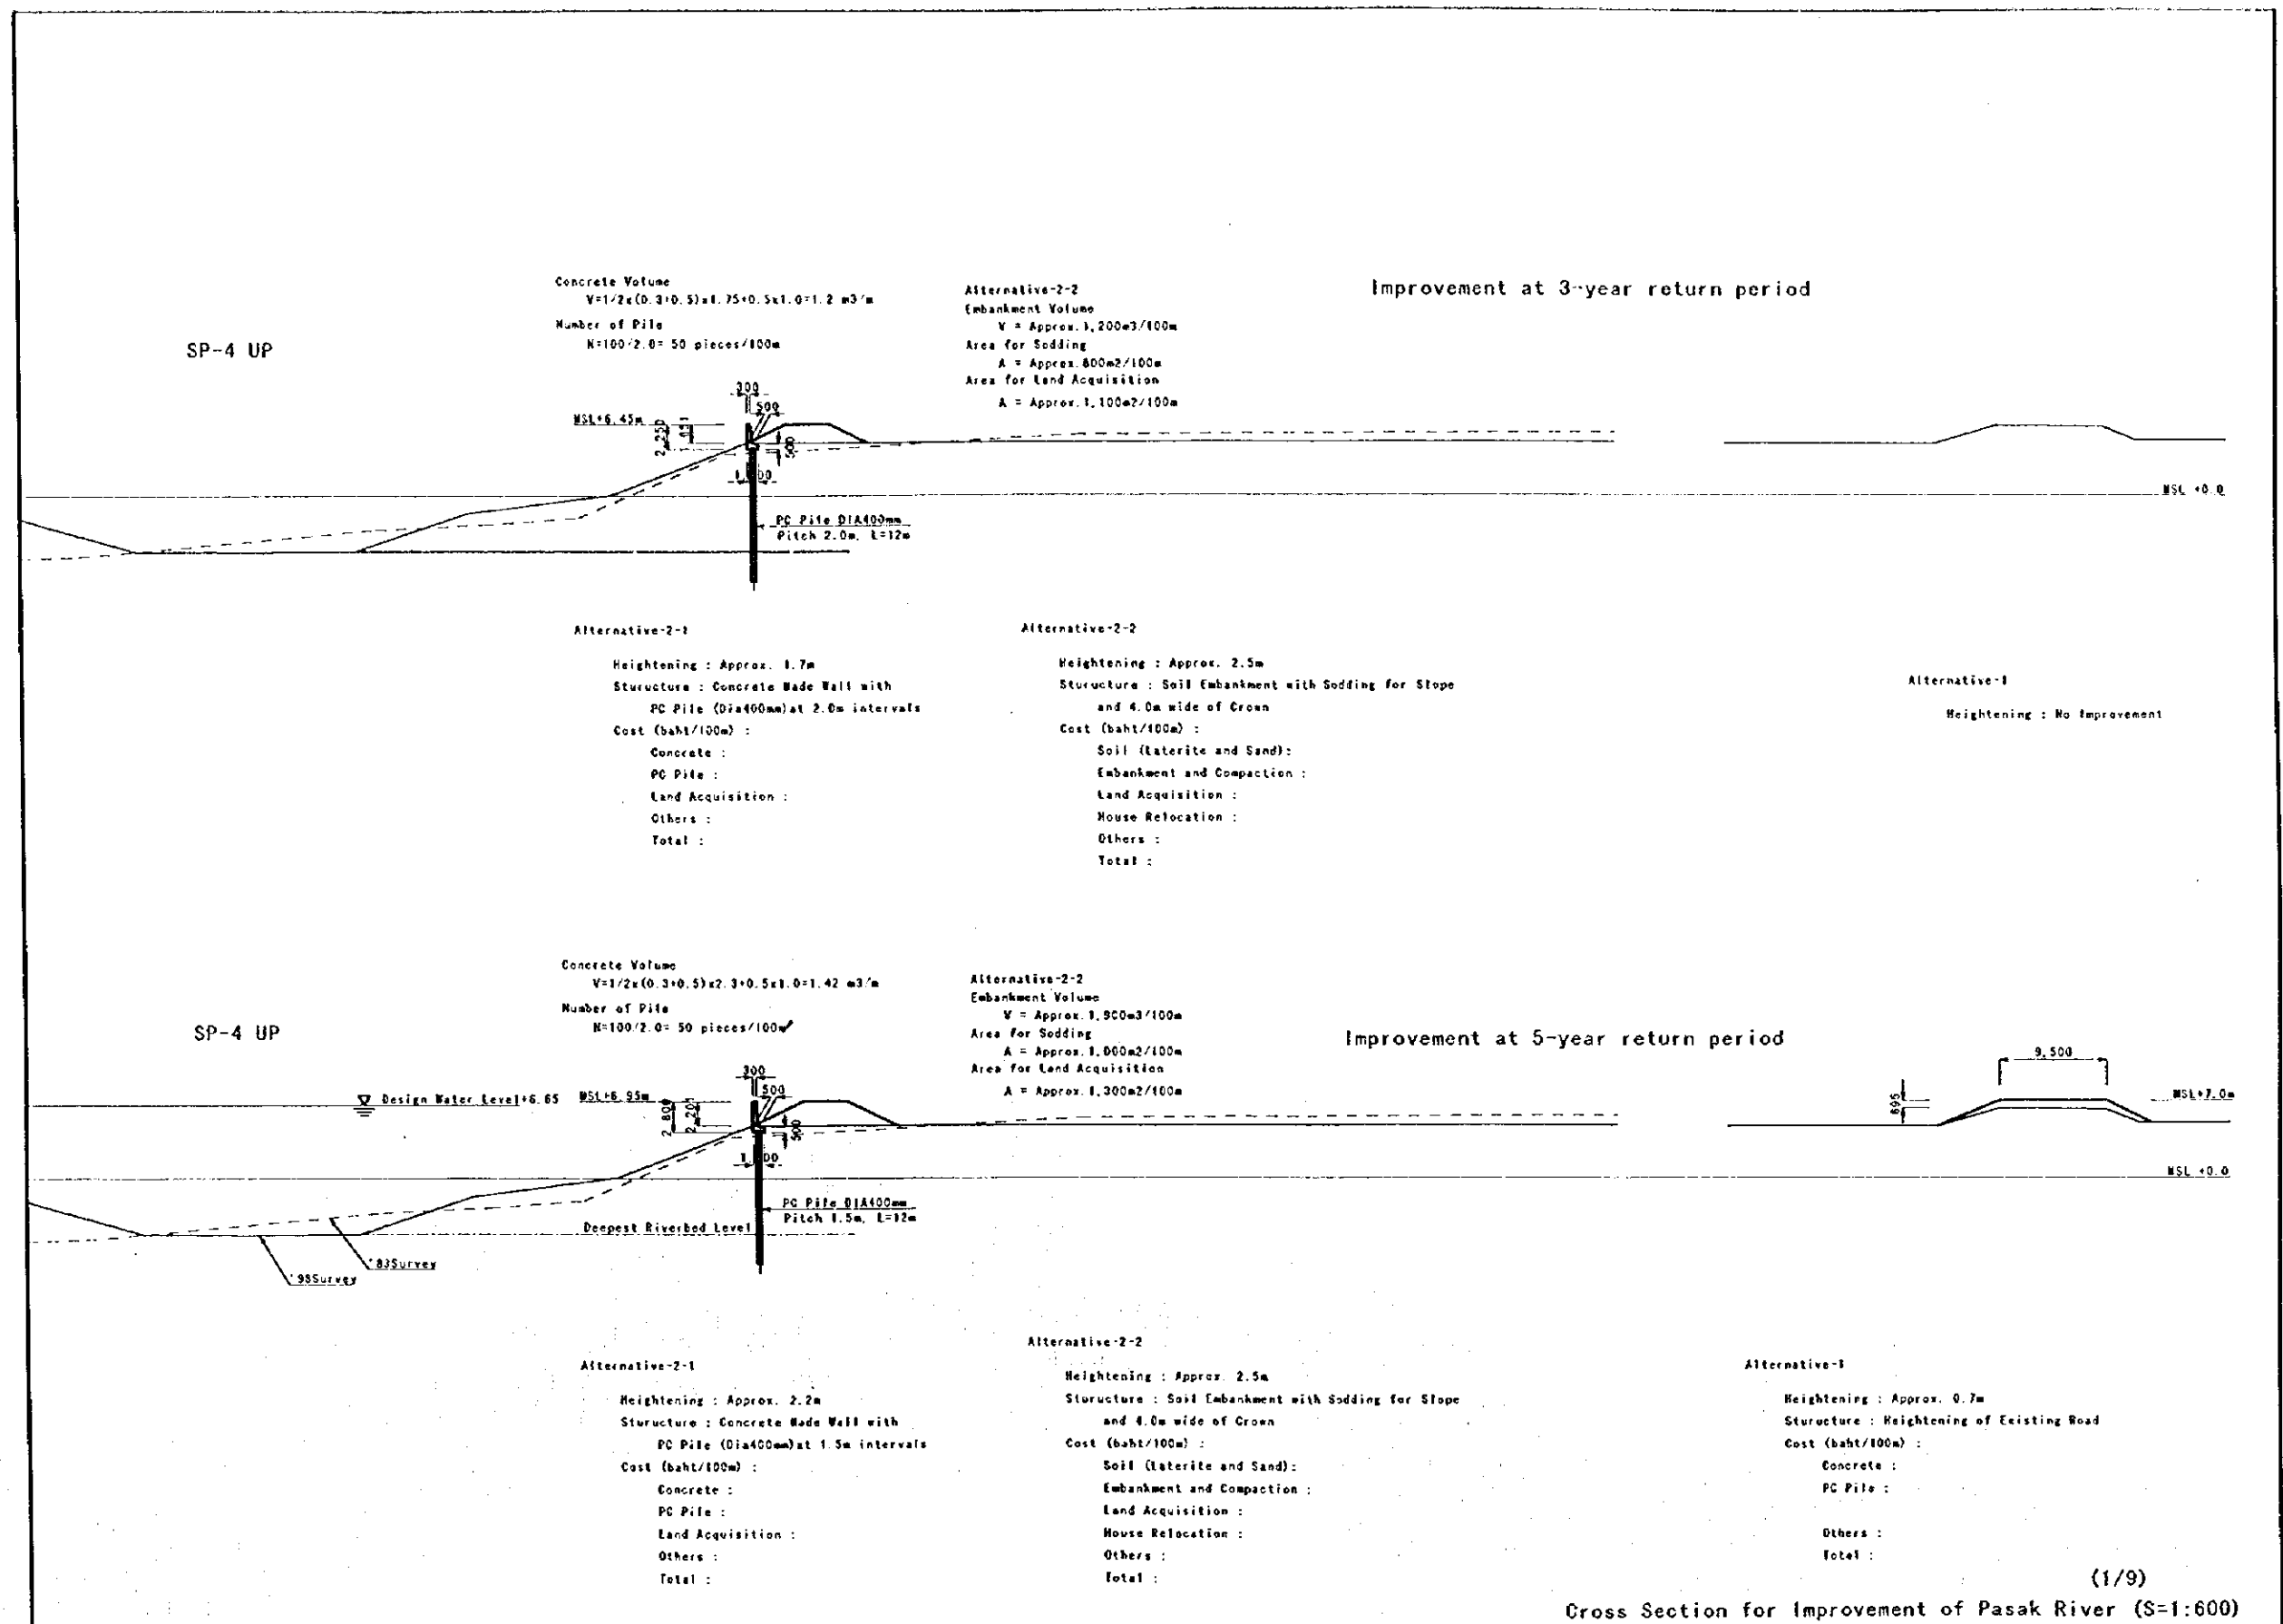 Improvement at 3-year return period
SP-4 UP
Concrete Volume
V=1/2x(0.3+0.5)x1.75+0.5x1.0=1.2 m3/m
Number of Pile
N=100/2.0= 50 pieces/100m
Alternative-2-2
Embankment Volume
V = Approx.1,200m3/100m
Area for Sodding
A = Approx.800m2/100m
Area for Land Acquisition
A = Approx.1,100m2/100m
300
500
MSL+6.45m
2,250
500
MSL +0.0
PC Pile DIA400mm
Pitch 2.0m, L=12m
Alternative-2-1
Heightening : Approx. 1.7m
Sturucture : Concrete Made Wall with
PC Pile (Dia400mm)at 2.0m intervals
Cost (baht/100m) :
Concrete :
PC Pile :
Land Acquisition :
Others :
Total :
Alternative-2-2
Heightening : Approx. 2.5m
Sturucture : Soil Embankment with Sodding for Slope
and 4.0m wide of Crown
Cost (baht/100m) :
Soil (Laterite and Sand):
Embankment and Compaction :
Land Acquisition :
House Relocation :
Others :
Total :
Alternative-1
Heightening : No Improvement
Improvement at 5-year return period
SP-4 UP
Concrete Volume
V=1/2x(0.3+0.5)x2.3+0.5x1.0=1.42 m3/m
Number of Pile
N=100/2.0= 50 pieces/100m
Alternative-2-2
Embankment Volume
V = Approx.1,900m3/100m
Area for Sodding
A = Approx.1,000m2/100m
Area for Land Acquisition
A = Approx.1,300m2/100m
300
500
Design Water Level+6.65
MSL+6.95m
2,800
2,201
500
9,500
695
MSL+7.0m
MSL +0.0
PC Pile DIA400mm
Pitch 1.5m, L=12m
Deepest Riverbed Level
'83Survey
'98Survey
Alternative-2-1
Heightening : Approx. 2.2m
Sturucture : Concrete Made Wall with
PC Pile (Dia400mm)at 1.5m intervals
Cost (baht/100m) :
Concrete :
PC Pile :
Land Acquisition :
Others :
Total :
Alternative-2-2
Heightening : Approx. 2.5m
Sturucture : Soil Embankment with Sodding for Slope
and 4.0m wide of Crown
Cost (baht/100m) :
Soil (Laterite and Sand):
Embankment and Compaction :
Land Acquisition :
House Relocation :
Others :
Total :
Alternative-1
Heightening : Approx. 0.7m
Sturucture : Heightening of Existing Road
Cost (baht/100m) :
Concrete :
PC Pile :
Others :
Total :
(1/9)
Cross Section for Improvement of Pasak River (S=1:600)